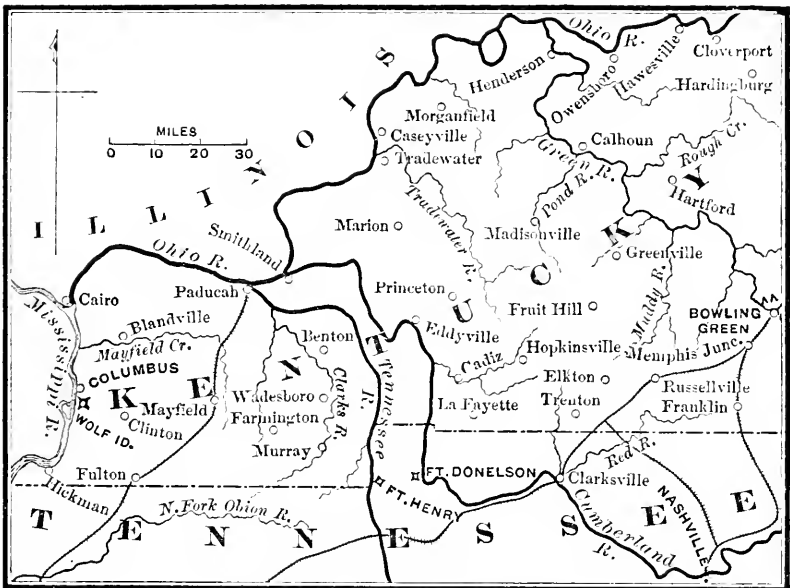 Ohio R.
Cloverport
Hawesville
Owensboro
Henderson
Hardingburg
MILES
0 10 20 30
Morganfield
Caseyville
Tradewater
Calhoun
Green R.
Rough Cr.
Pond R.
Hartford
ILLINOIS
Tradewater R.
Marion
Madisonville
Greenville
Smithland
Ohio R.
Princeton
Muddy R.
Cairo
Paducah
Fruit Hill
BOWLING
GREEN
Mississippi R.
Blandville
Eddyville
Mayfield Cr.
Benton
Hopkinsville
Memphis Junc.
COLUMBUS
KENTUCKY
Cadiz
Elkton
Russellville
WOLF ID.
Mayfield
Wadesboro
Clarks R.
Tennessee R.
La Fayette
Trenton
Franklin
Clinton
Farmington
Murray
Red R.
Fulton
Hickman
FT. DONELSON
Clarksville
FT. HENRY
N. Fork Obion R.
NASHVILLE
TENNESSEE
Cumberland R.